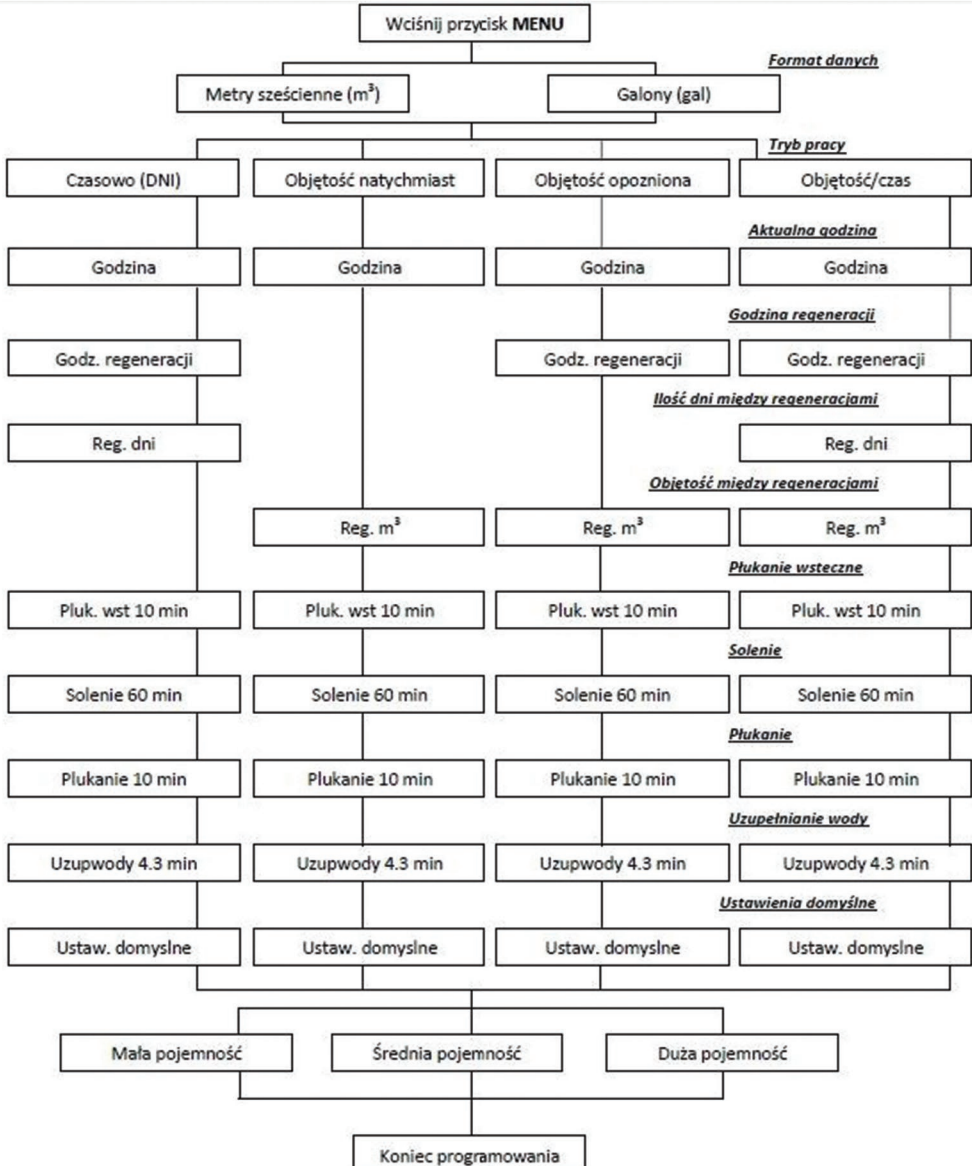 Wciśnij przycisk MENU
Format danych
Metry sześcienne (m³)
Galony (gal)
Tryb pracy
Czasowo (DNI)
Objętość natychmiast
Objętość opozniona
Objętość/czas
Aktualna godzina
Godzina
Godzina
Godzina
Godzina
Godzina regeneracji
Godz. regeneracji
Godz. regeneracji
Godz. regeneracji
Ilość dni między regeneracjami
Reg. dni
Reg. dni
Objętość między regeneracjami
Reg. m³
Reg. m³
Reg. m³
Płukanie wsteczne
Pluk. wst 10 min
Pluk. wst 10 min
Pluk. wst 10 min
Pluk. wst 10 min
Solenie
Solenie 60 min
Solenie 60 min
Solenie 60 min
Solenie 60 min
Płukanie
Plukanie 10 min
Plukanie 10 min
Plukanie 10 min
Plukanie 10 min
Uzupełnianie wody
Uzupwody 4.3 min
Uzupwody 4.3 min
Uzupwody 4.3 min
Uzupwody 4.3 min
Ustawienia domyślne
Ustaw. domyslne
Ustaw. domyslne
Ustaw. domyslne
Ustaw. domyslne
Mała pojemność
Średnia pojemność
Duża pojemność
Koniec programowania